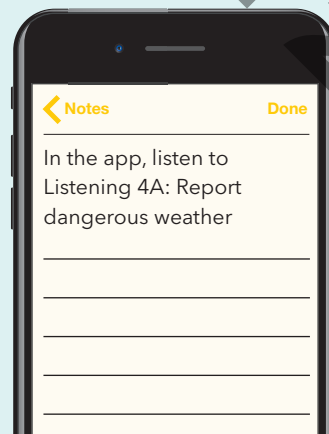 Notes
Done
In the app, listen to
Listening 4A: Report
dangerous weather